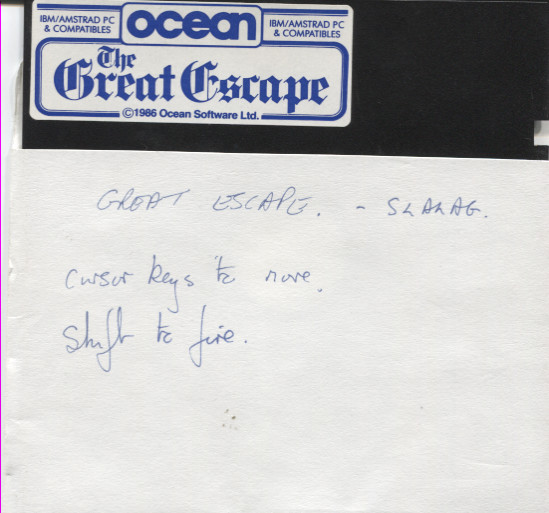 IBM/AMSTRAD PC
& COMPATIBLES
ocean
IBM/AMSTRAD PC
& COMPATIBLES
The
Great Escape
©1986 Ocean Software Ltd.
GREAT ESCAPE. -
cursor keys to move.
Shift to fire.